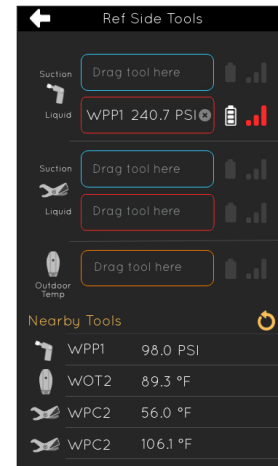 Ref Side Tools
Suction
Drag tool here
Liquid
WPP1 240.7 PSI
Suction
Drag tool here
Liquid
Drag tool here
Drag tool here
Outdoor
Temp
Nearby Tools
WPP1 98.0 PSI
WOT2 89.3 °F
WPC2 56.0 °F
WPC2 106.1 °F